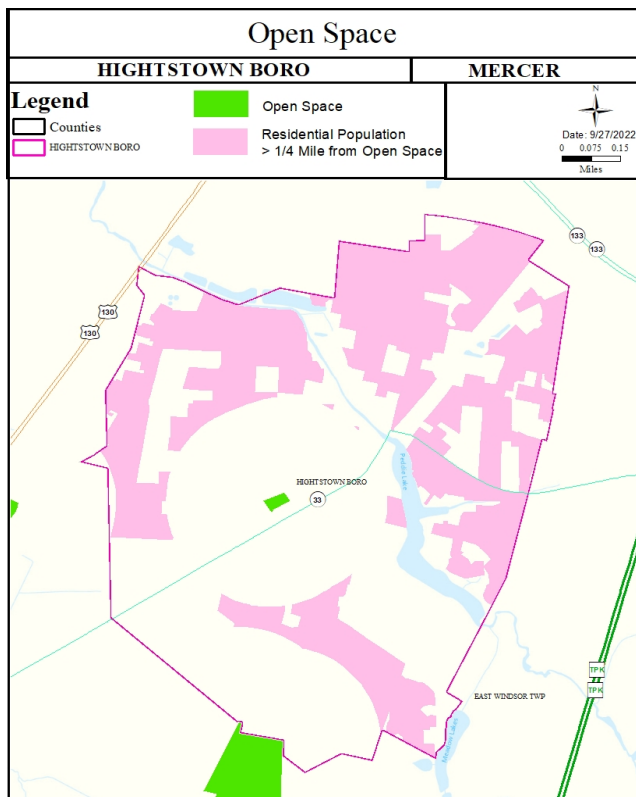 Open Space
HIGHTSTOWN BORO
MERCER
Legend
Counties
HIGHTSTOWN BORO
Open Space
Residential Population
> 1/4 Mile from Open Space
N
Date: 9/27/2022
0 0.075 0.15
Miles
133
133
130
130
Peddie Lake
HIGHTSTOWN BORO
33
TPK
TPK
EAST WINDSOR TWP